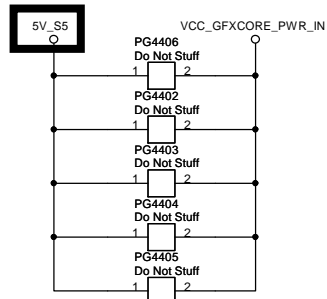 5V_S5 VCC_GFXCORE_PWR_IN
PG4406
Do Not Stuff
1 2
PG4402
Do Not Stuff
1 2
PG4403
Do Not Stuff
1 2
PG4404
Do Not Stuff
1 2
PG4405
Do Not Stuff
1 2